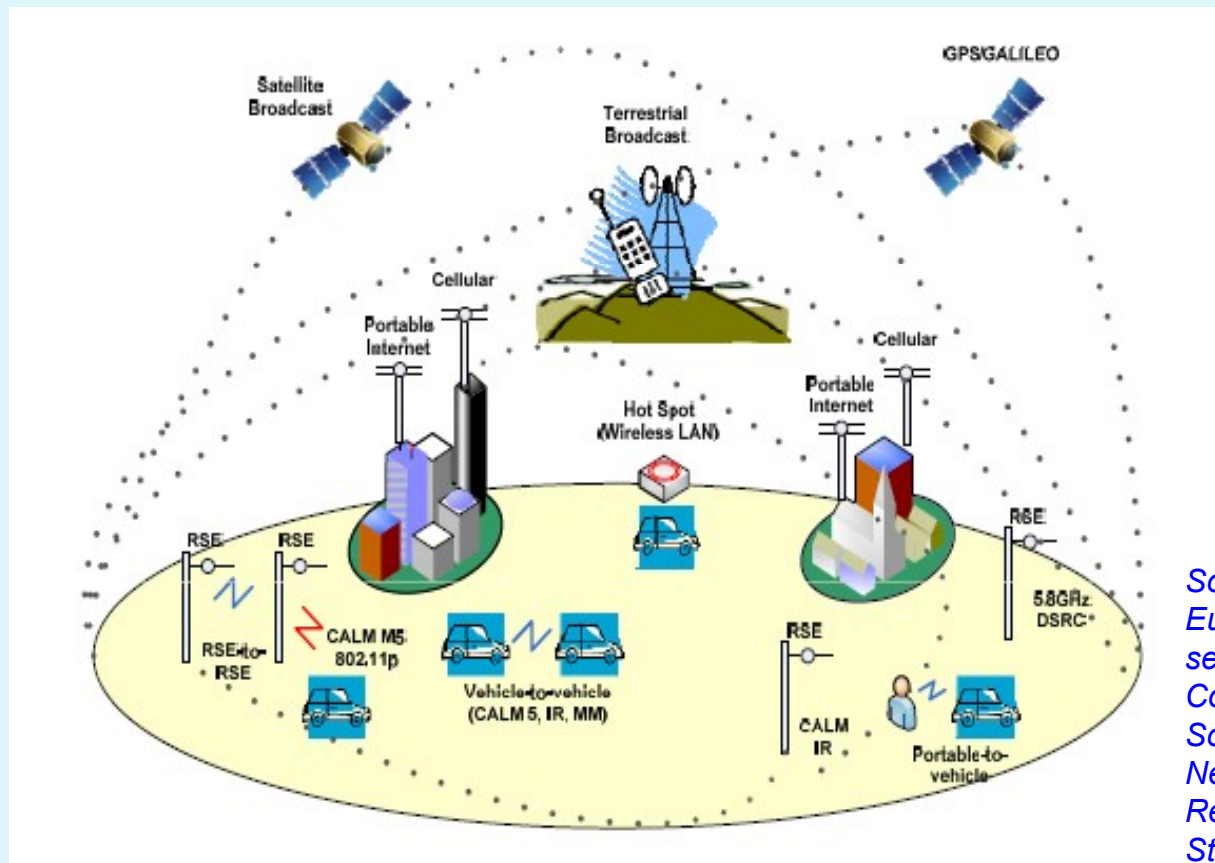 Satellite
Broadcast
GPS/GALILEO
Terrestrial
Broadcast
Cellular
Portable
Internet
Cellular
Portable
Internet
Hot Spot
(Wireless LAN)
RSE
RSE
RSE-to-
RSE
CALM M5
802.11p
Vehicle-to-vehicle
(CALM 5, IR, MM)
RSE
CALM
IR
RSE
5.8GHz
DSRC
Portable-to-
vehicle